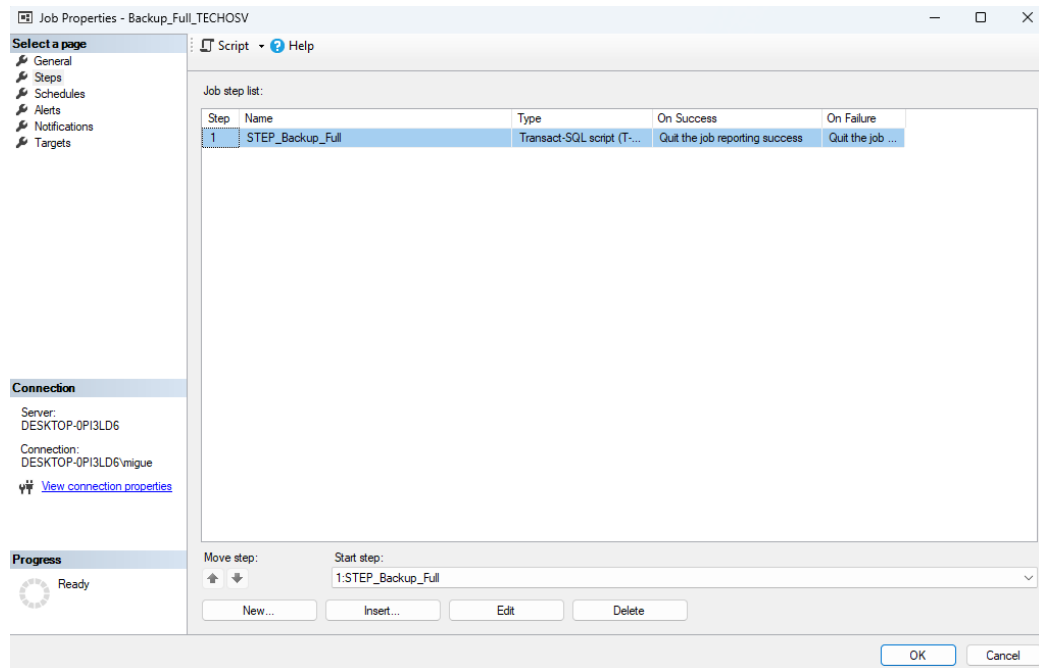 Job Properties - Backup_Full_TECHOSV
Select a page
General
Steps
Schedules
Alerts
Notifications
Targets
Script
Help
Job step list:
Step Name Type On Success On Failure
1 STEP_Backup_Full Transact-SQL script (T-... Quit the job reporting success Quit the job ...
Connection
Server:
DESKTOP-0PI3LD6
Connection:
DESKTOP-0PI3LD6\migue
View connection properties
Progress
Ready
Move step: Start step:
1:STEP_Backup_Full
New... Insert... Edit Delete
OK Cancel